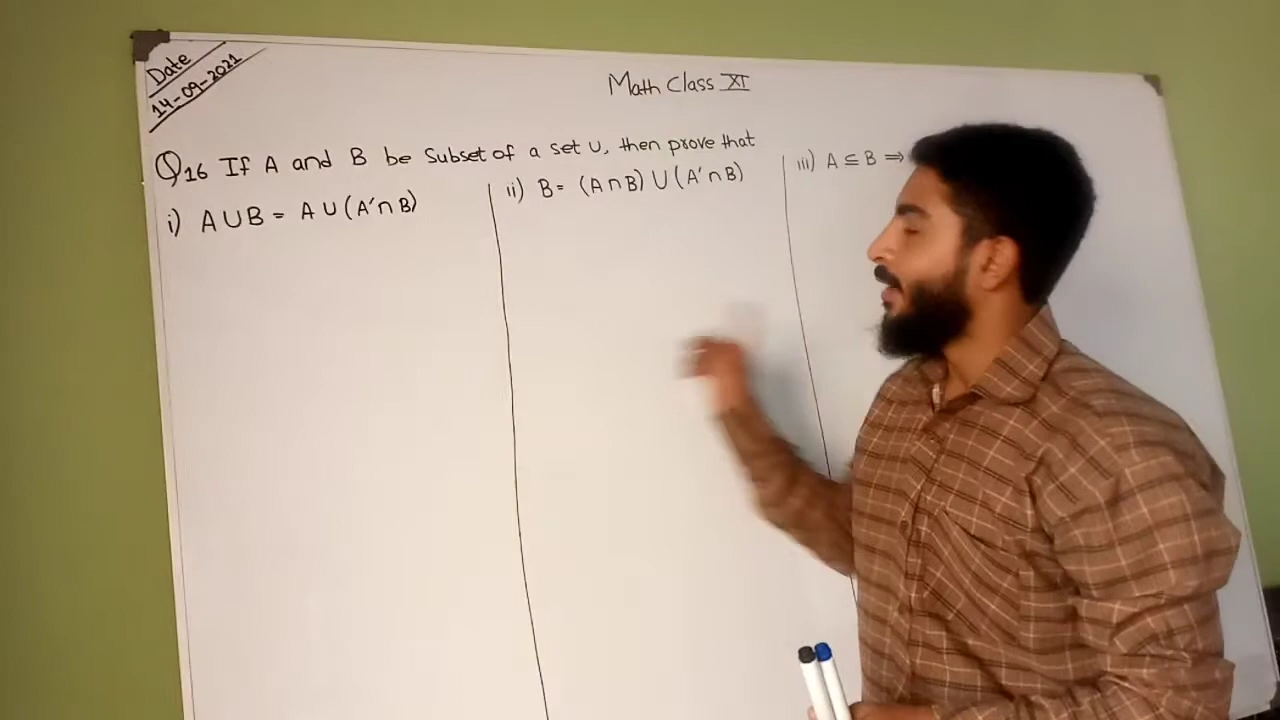 Date
14-09-2021
Math Class XI
Q16 If A and B be Subset of a set U, then prove that
i) A∪B = A∪(A′∩B)
ii) B = (A∩B)∪(A′∩B)
iii) A ⊆ B ⇒